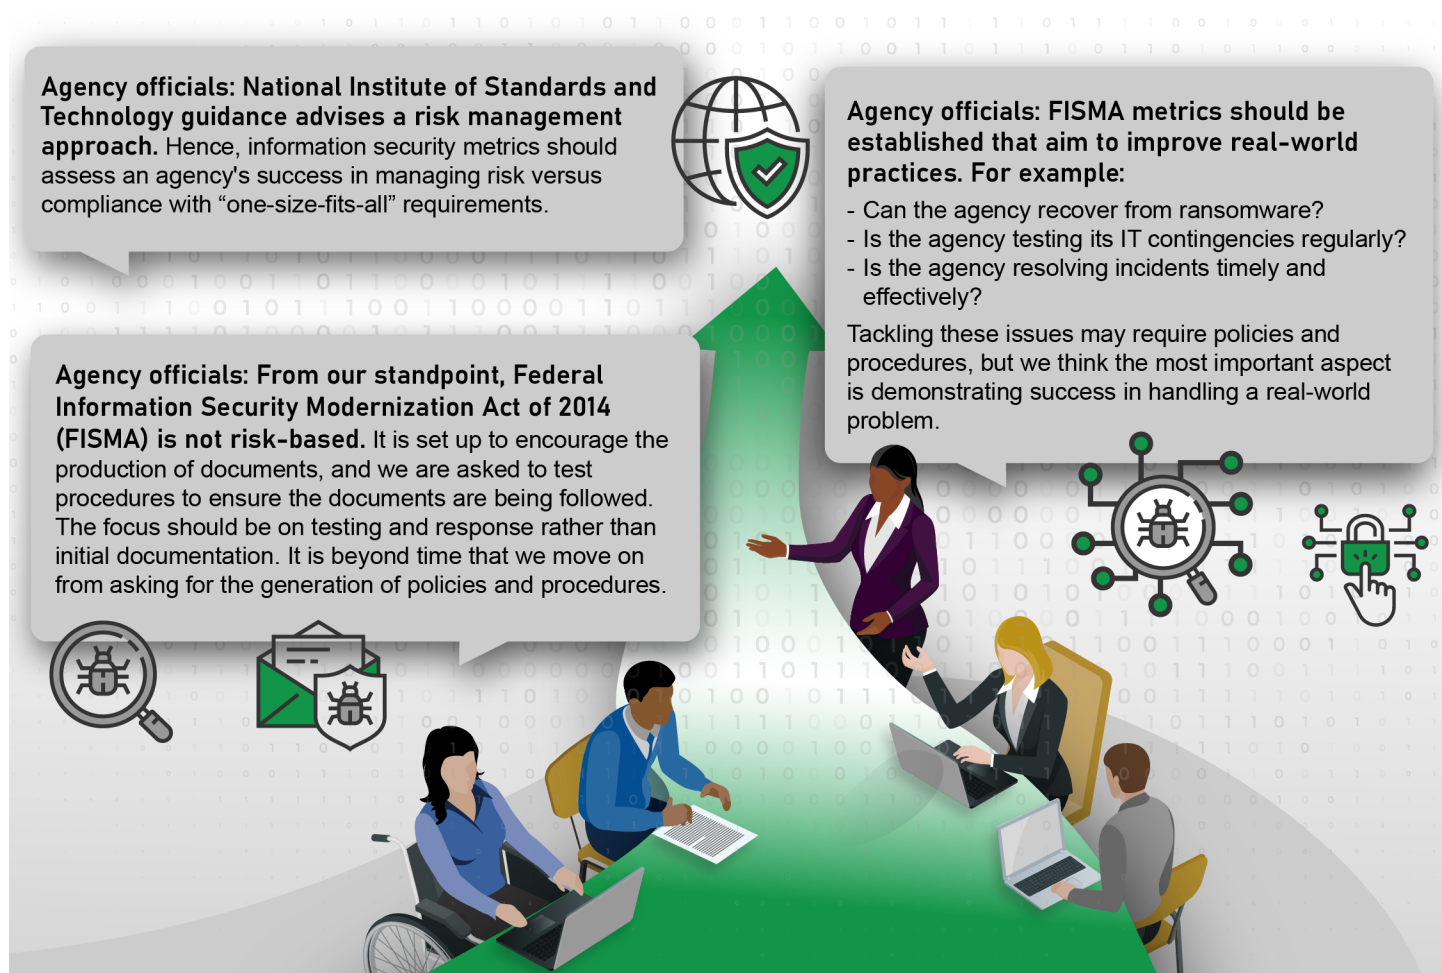 Agency officials: National Institute of Standards and
Technology guidance advises a risk management
approach. Hence, information security metrics should
assess an agency's success in managing risk versus
compliance with “one-size-fits-all” requirements.
Agency officials: From our standpoint, Federal
Information Security Modernization Act of 2014
(FISMA) is not risk-based. It is set up to encourage the
production of documents, and we are asked to test
procedures to ensure the documents are being followed.
The focus should be on testing and response rather than
initial documentation. It is beyond time that we move on
from asking for the generation of policies and procedures.
Agency officials: FISMA metrics should be
established that aim to improve real-world
practices. For example:
- Can the agency recover from ransomware?
- Is the agency testing its IT contingencies regularly?
- Is the agency resolving incidents timely and
effectively?
Tackling these issues may require policies and
procedures, but we think the most important aspect
is demonstrating success in handling a real-world
problem.